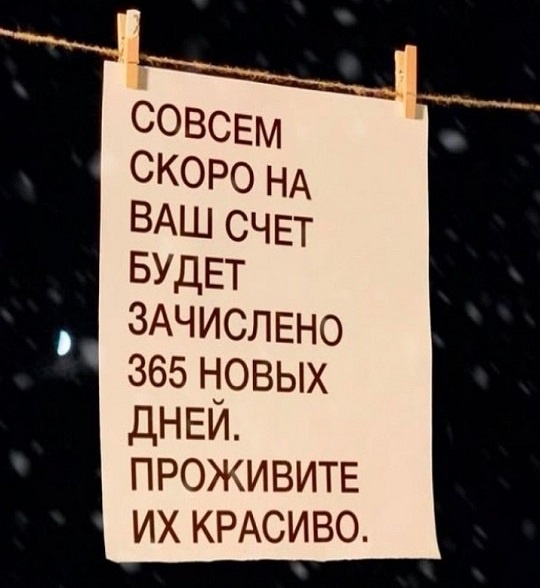 СОВСЕМ
СКОРО НА
ВАШ СЧЕТ
БУДЕТ
ЗАЧИСЛЕНО
365 НОВЫХ
ДНЕЙ.
ПРОЖИВИТЕ
ИХ КРАСИВО.